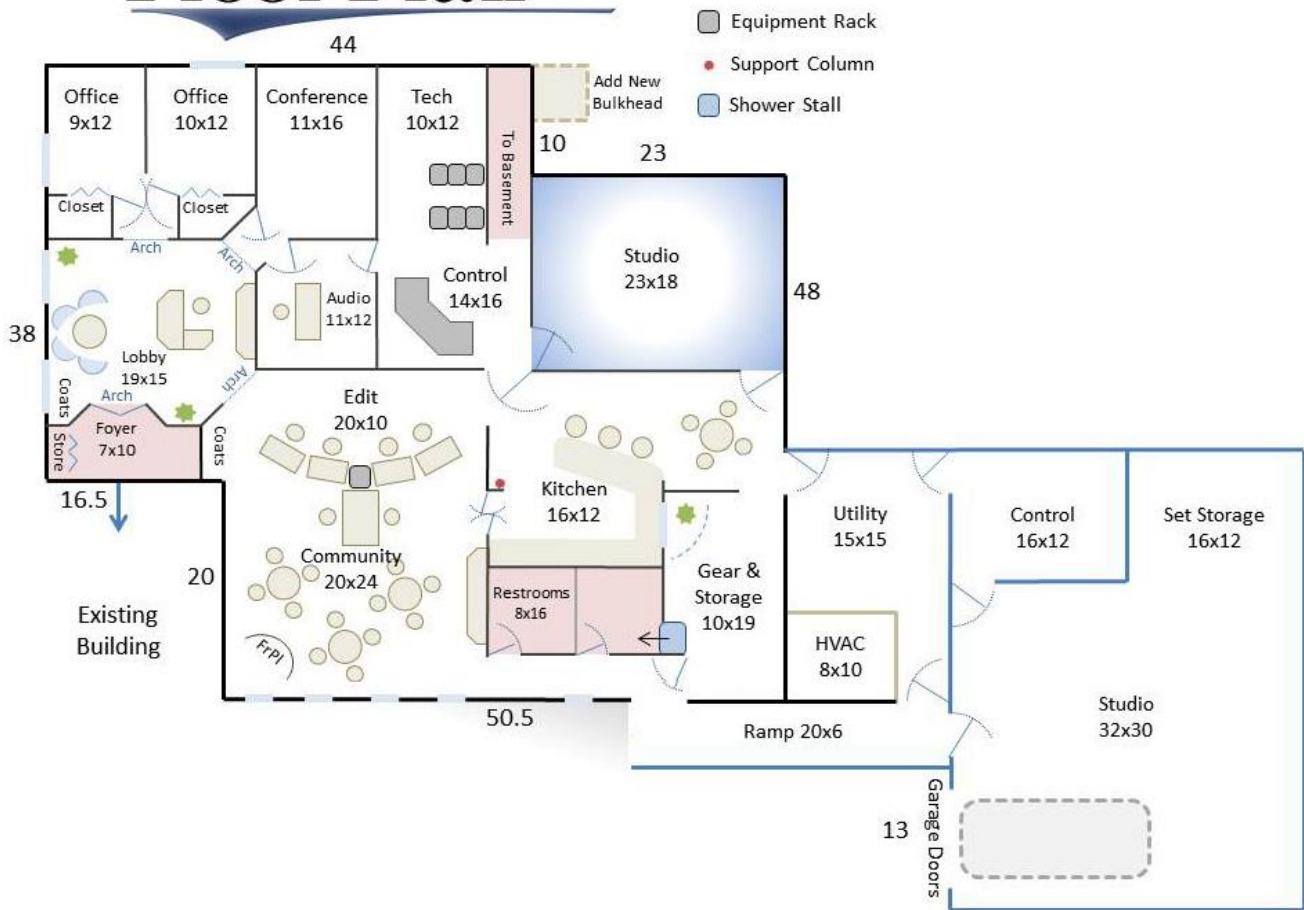 Floor Plan
Equipment Rack
Support Column
Shower Stall
44
Office
9x12
Office
10x12
Conference
11x16
Tech
10x12
To Basement
Add New
Bulkhead
10
23
Closet
Closet
Arch
Arch
Studio
23x18
48
Control
14x16
Audio
11x12
38
Lobby
19x15
Coats
Arch
Arch
Foyer
7x10
Store
Coats
16.5
Edit
20x10
Kitchen
16x12
Utility
15x15
Control
16x12
Set Storage
16x12
20
Community
20x24
Restrooms
8x16
Gear &
Storage
10x19
Existing
Building
FrPl
HVAC
8x10
50.5
Ramp 20x6
Studio
32x30
13
Garage Doors